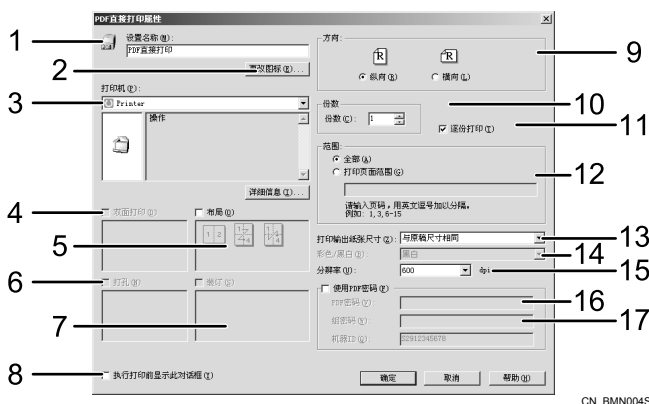 PDF直接打印属性
1
设置名称(N):
PDF直接打印
2
更改图标(E)...
3
打印机(P):
Printer
操作
详细信息(I)...
4
双面打印(D)
布局(O)
5
1 2
6
打孔(H)
装订(S)
7
8
执行打印前显示此对话框(I)
方向:
R
R
9
纵向(R)
横向(L)
10
份数
份数(C):
1
11
逐份打印(T)
范围:
全部(A)
打印页面范围(G)
12
请输入页码,用英文逗号加以分隔。
例如: 1,3,6-15
打印输出纸张尺寸(Z):
与原稿尺寸相同
13
彩色/黑白(B):
黑白
14
分辨率(U):
600
dpi
15
使用PDF密码(F)
PDF密码(Y):
16
组密码(W):
17
机器ID(D):
S2912345678
确定
取消
帮助(H)
CN BMN004S